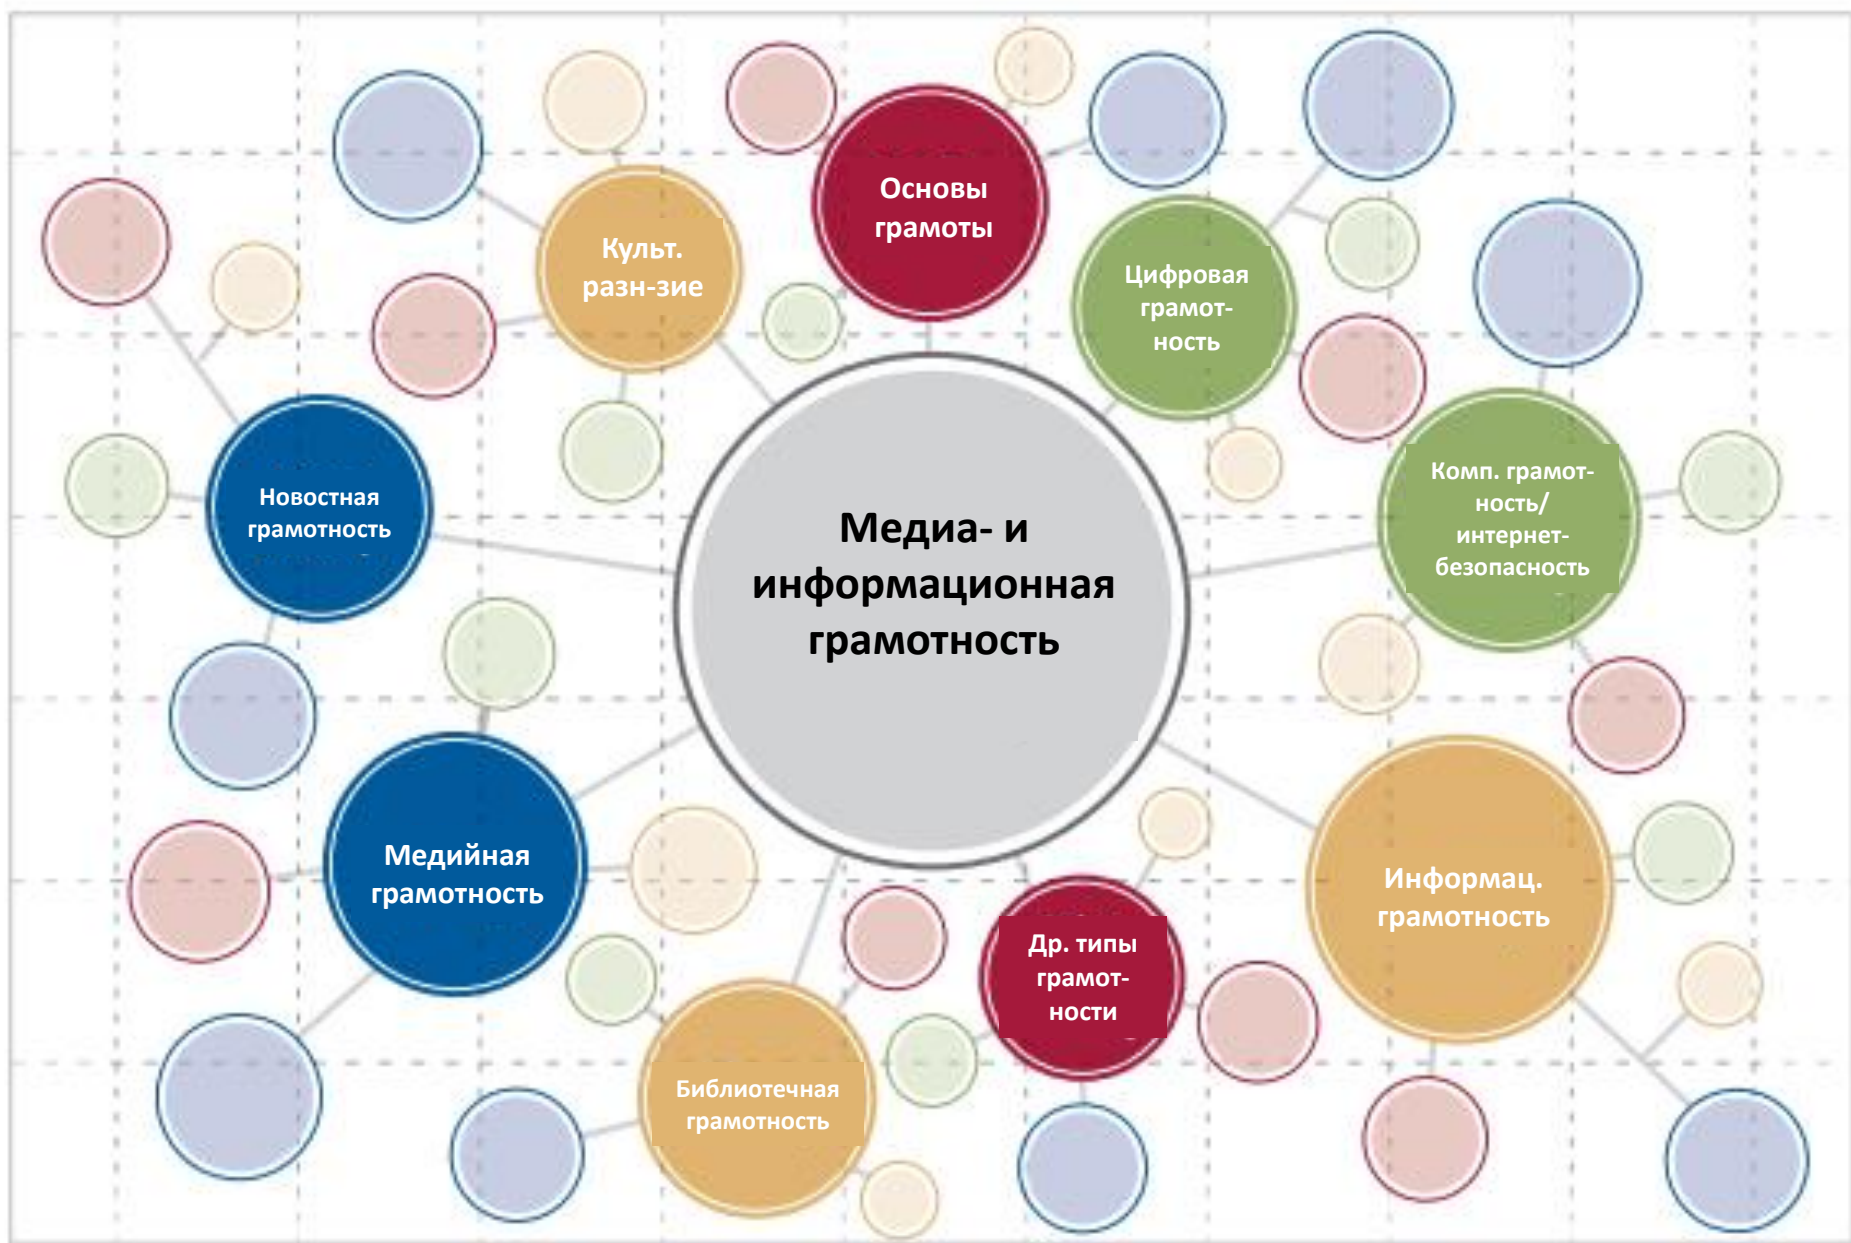 Основы
грамоты
Культ.
разн-зие
Цифровая
грамот-
ность
Новостная
грамотность
Комп. грамот-
ность/
интернет-
безопасность
Медиа- и
информационная
грамотность
Медийная
грамотность
Информац.
грамотность
Др. типы
грамот-
ности
Библиотечная
грамотность